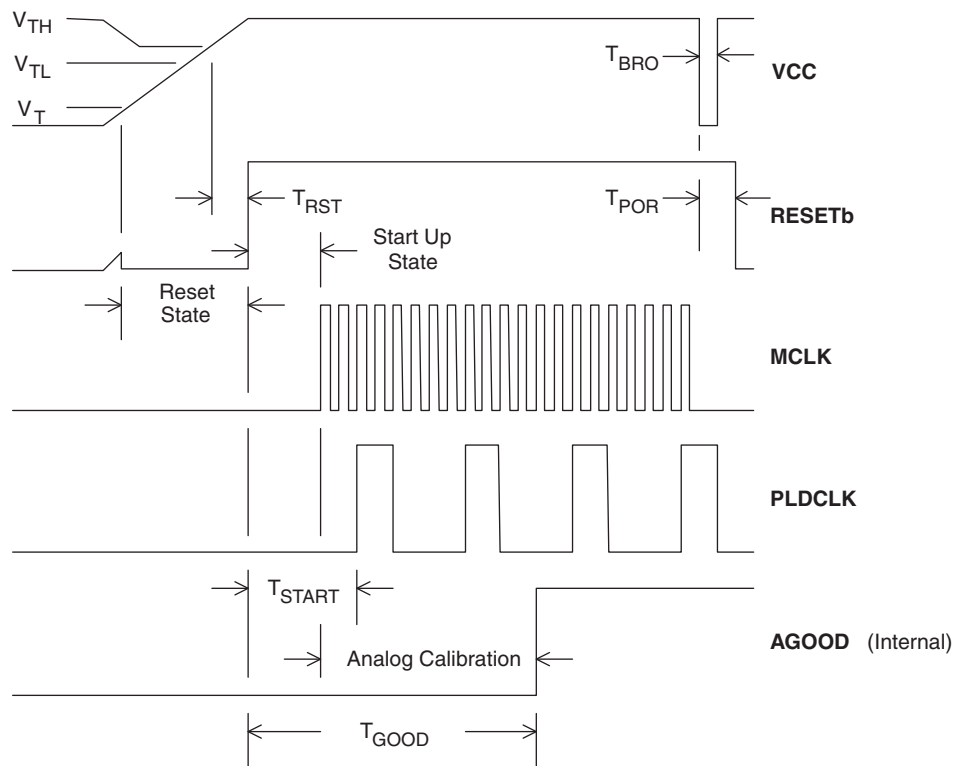 VTH
VTL
VT
TBRO
VCC
TRST
TPOR
RESETb
Start Up
State
Reset
State
MCLK
PLDCLK
TSTART
Analog Calibration
AGOOD (Internal)
TGOOD